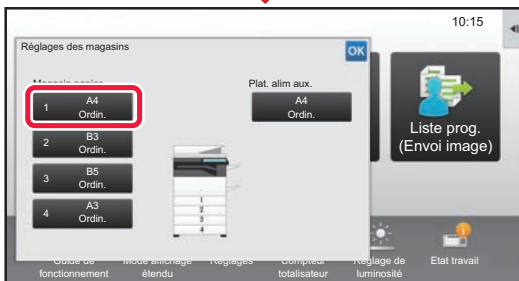 10:15
Réglages des magasins
OK
Magasin papier
Plat. alim aux.
1 A4
Ordin.
A4
Ordin.
2 B3
Ordin.
3 B5
Ordin.
4 A3
Ordin.
1
2
3
4
Liste prog.
(Envoi image)
Guide de
fonctionnement
Mode affichage
étendu
Réglages
Compteur
totalisateur
Réglage de
luminosité
Etat travail